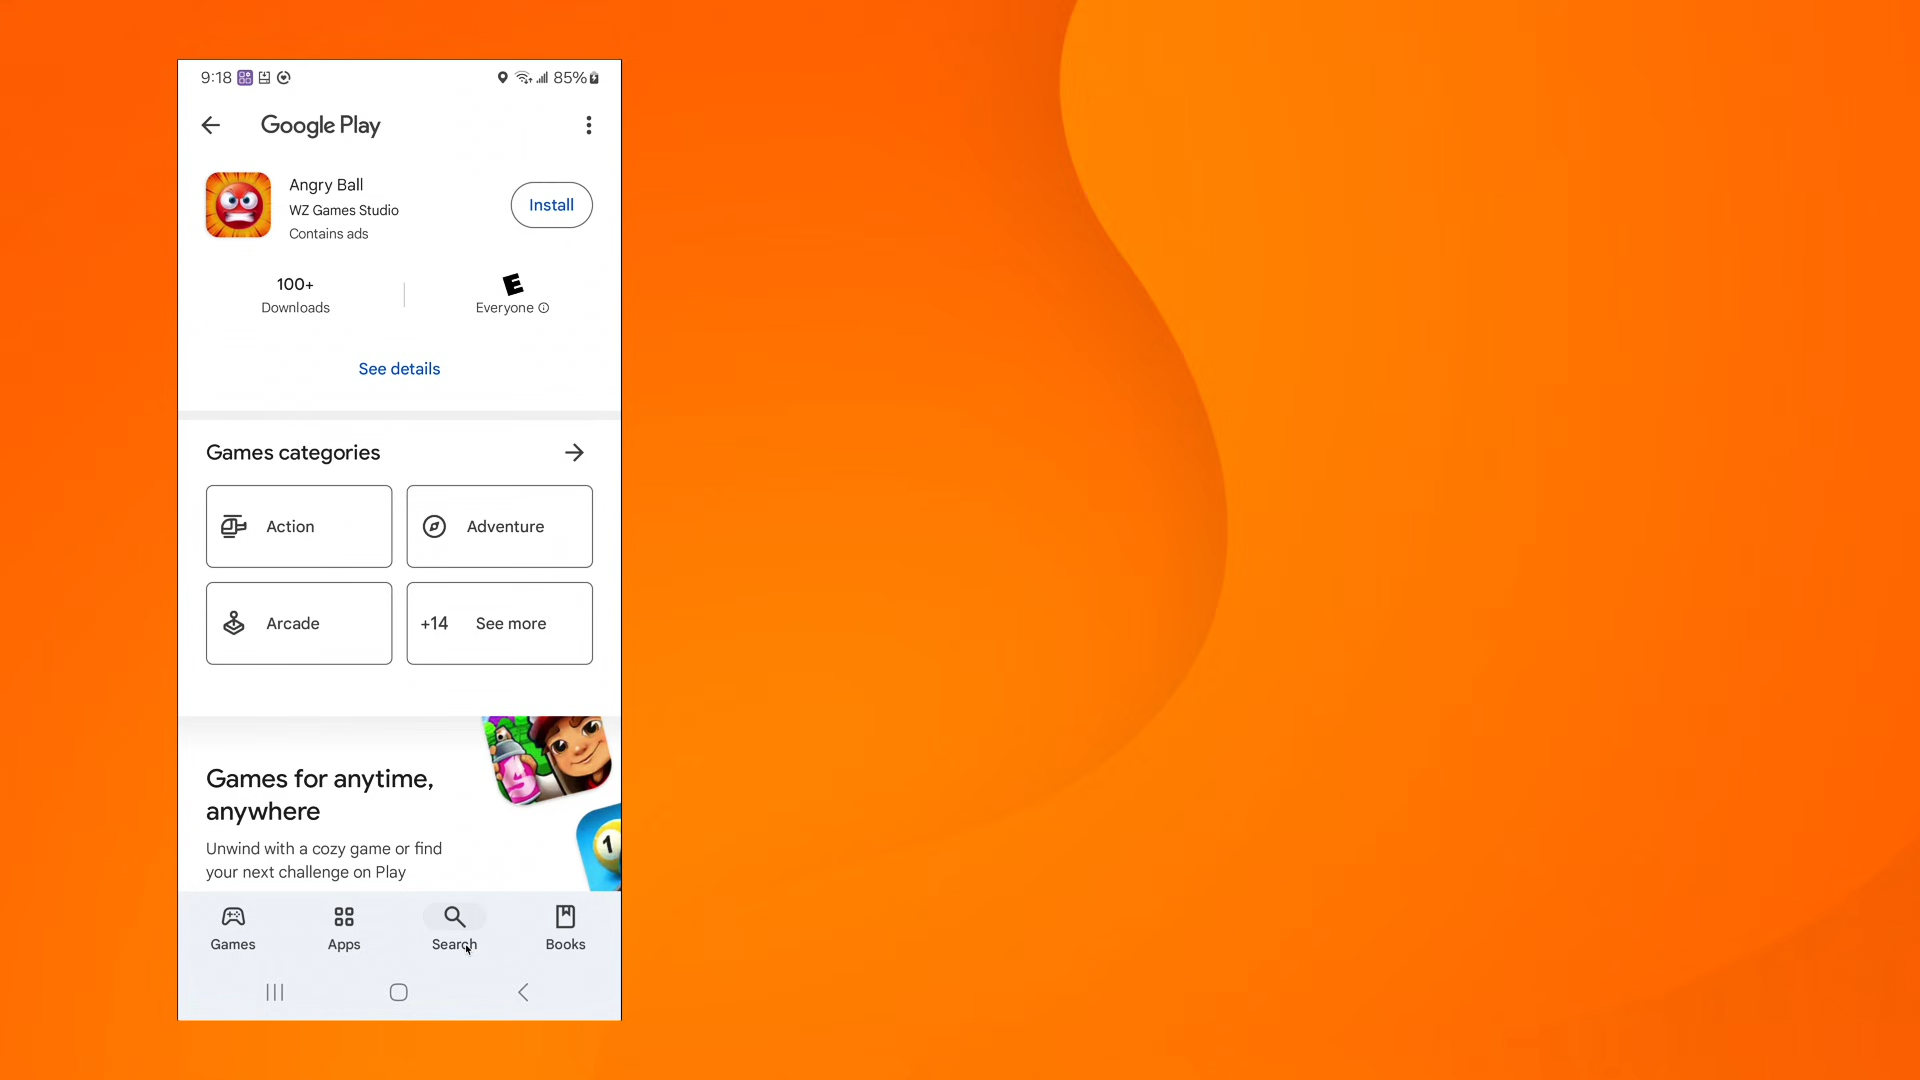 9:18
85%
Google Play
Angry Ball
WZ Games Studio
Contains ads
Install
100+
Downloads
E
Everyone
See details
Games categories
Action
Adventure
Arcade
+14 See more
Games for anytime,
anywhere
Unwind with a cozy game or find
your next challenge on Play
1
Games
Apps
Search
Books